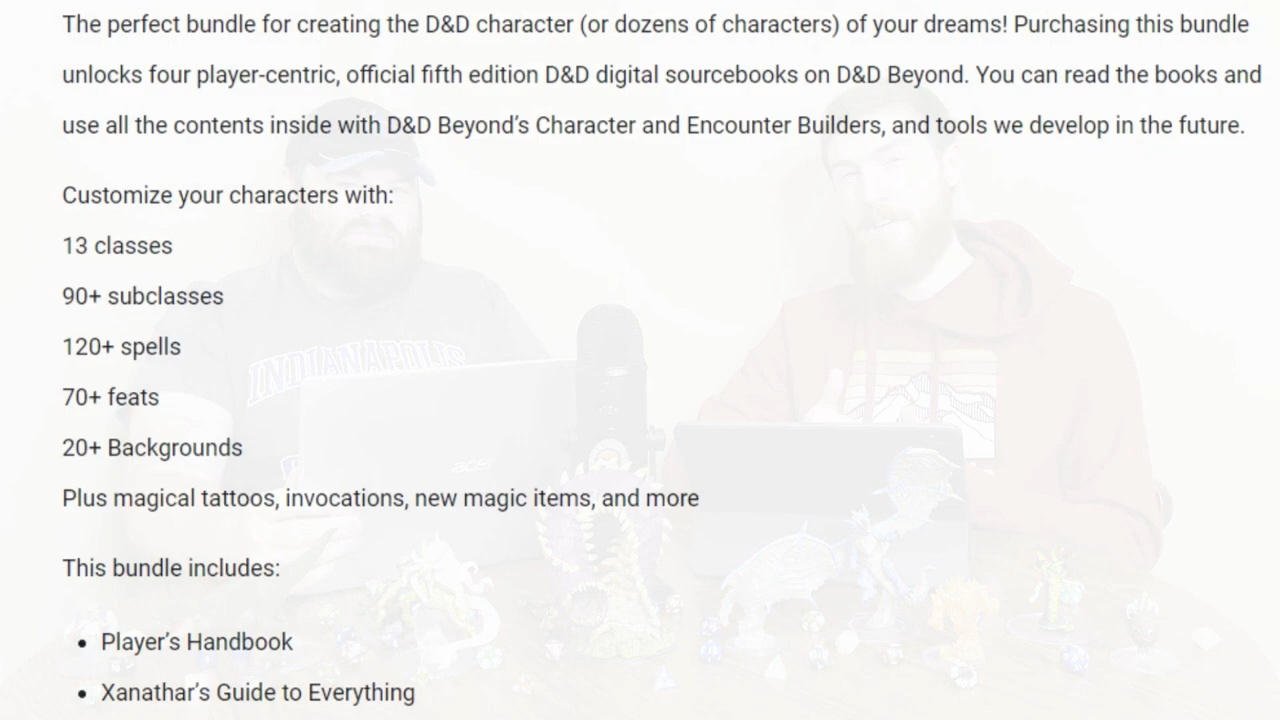 The perfect bundle for creating the D&D character (or dozens of characters) of your dreams! Purchasing this bundle
unlocks four player-centric, official fifth edition D&D digital sourcebooks on D&D Beyond. You can read the books and
use all the contents inside with D&D Beyond’s Character and Encounter Builders, and tools we develop in the future.
Customize your characters with:
13 classes
90+ subclasses
120+ spells
INDIANAPOLIS
70+ feats
20+ Backgrounds
acer
Plus magical tattoos, invocations, new magic items, and more
This bundle includes:
• Player’s Handbook
• Xanathar’s Guide to Everything